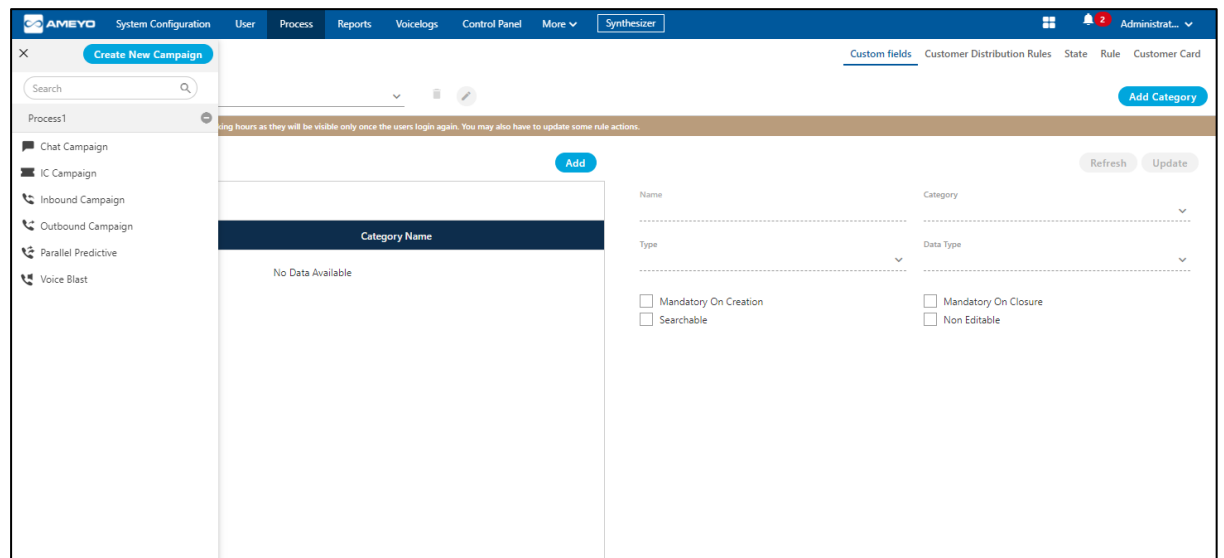 AMEYO System Configuration User Process Reports Voicelogs Control Panel More Synthesizer 2 Administrat...
Create New Campaign
Custom fields Customer Distribution Rules State Rule Customer Card
Search
Add Category
Process1
king hours as they will be visible only once the users login again. You may also have to update some rule actions.
Chat Campaign
Add Refresh Update
IC Campaign
Name Category
Inbound Campaign
Outbound Campaign
Category Name
Type Data Type
Parallel Predictive
No Data Available
Voice Blast
Mandatory On Creation Mandatory On Closure
Searchable Non Editable